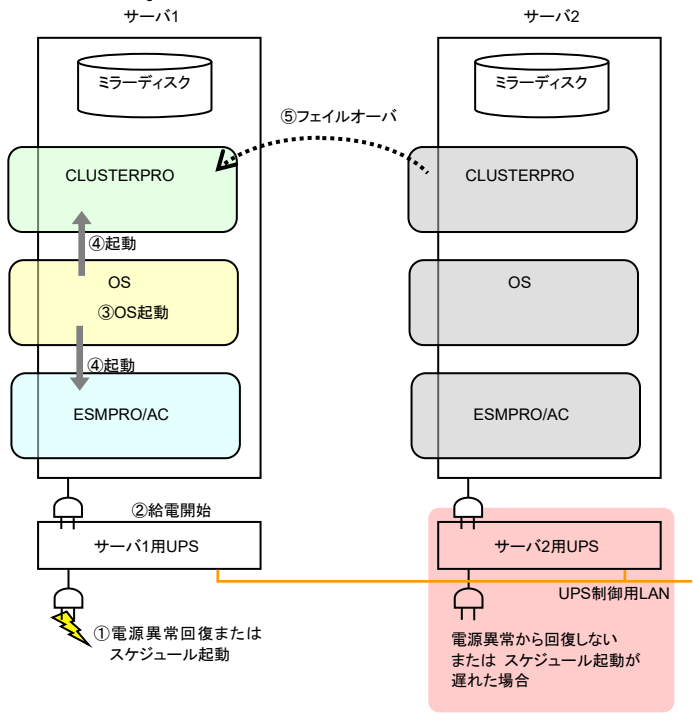 サーバ1
ミラーディスク
CLUSTERPRO
④起動
OS
③OS起動
④起動
ESMPRO/AC
②給電開始
サーバ1用UPS
①電源異常回復または
スケジュール起動
⑤フェイルオーバ
サーバ2
ミラーディスク
CLUSTERPRO
OS
ESMPRO/AC
サーバ2用UPS
UPS制御用LAN
電源異常から回復しない
または スケジュール起動が
遅れた場合